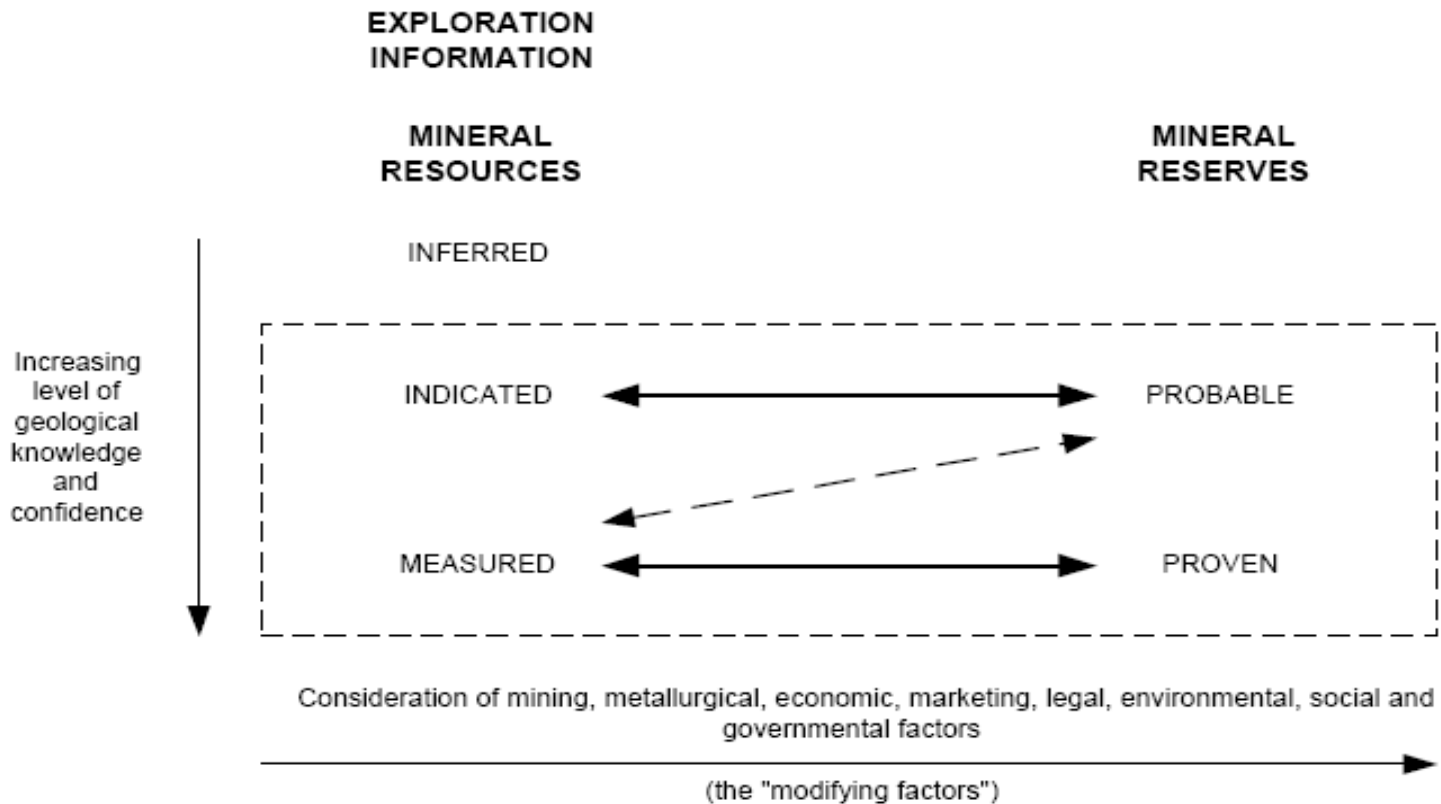 EXPLORATION
INFORMATION
MINERAL
RESOURCES
MINERAL
RESERVES
INFERRED
Increasing
level of
geological
knowledge
and
confidence
INDICATED
PROBABLE
MEASURED
PROVEN
Consideration of mining, metallurgical, economic, marketing, legal, environmental, social and
governmental factors
(the "modifying factors")